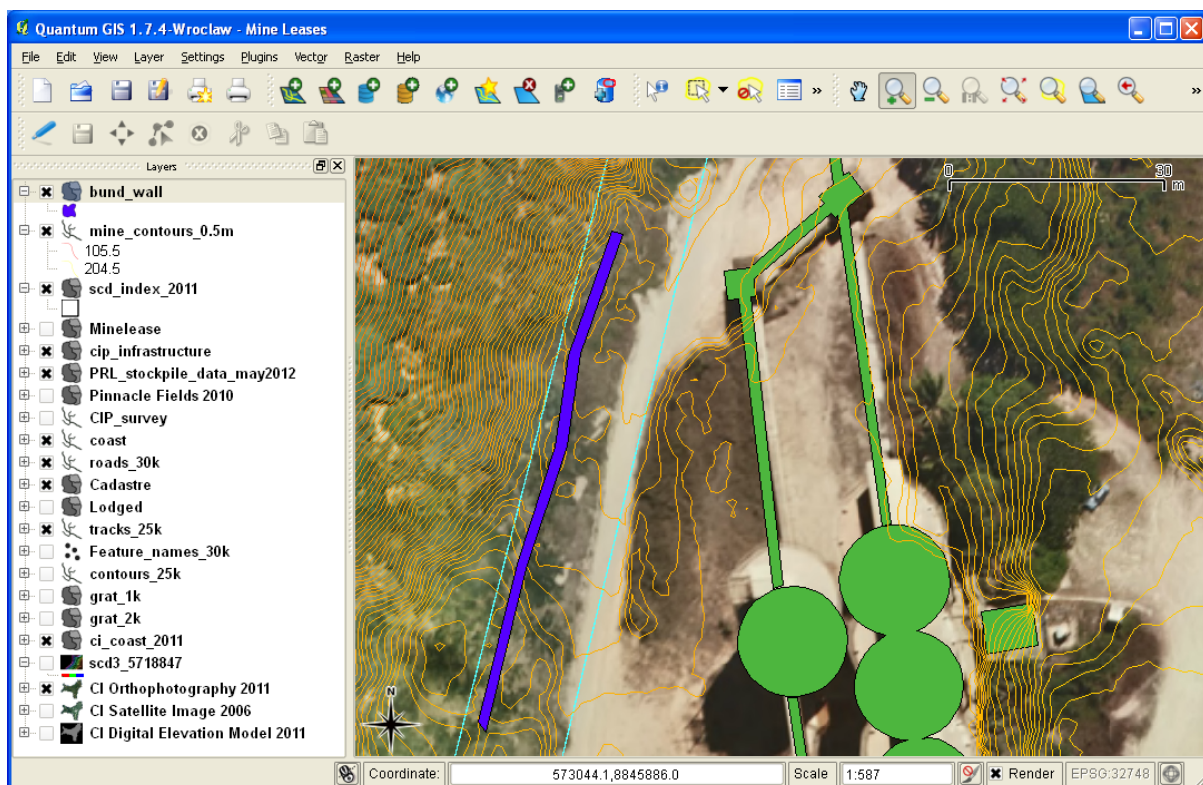 Quantum GIS 1.7.4-Wroclaw - Mine Leases
File Edit View Layer Settings Plugins Vector Raster Help
Layers
bund_wall
mine_contours_0.5m
105.5
204.5
scd_index_2011
Minelease
cip_infrastructure
PRL_stockpile_data_may2012
Pinnacle Fields 2010
CIP_survey
coast
roads_30k
Cadastre
Lodged
tracks_25k
Feature_names_30k
contours_25k
grat_1k
grat_2k
ci_coast_2011
scd3_5718847
CI Orthophotography 2011
CI Satellite Image 2006
CI Digital Elevation Model 2011
0 30
m
N
Coordinate: 573044.1,8845886.0 Scale 1:587 Render EPSG:32748